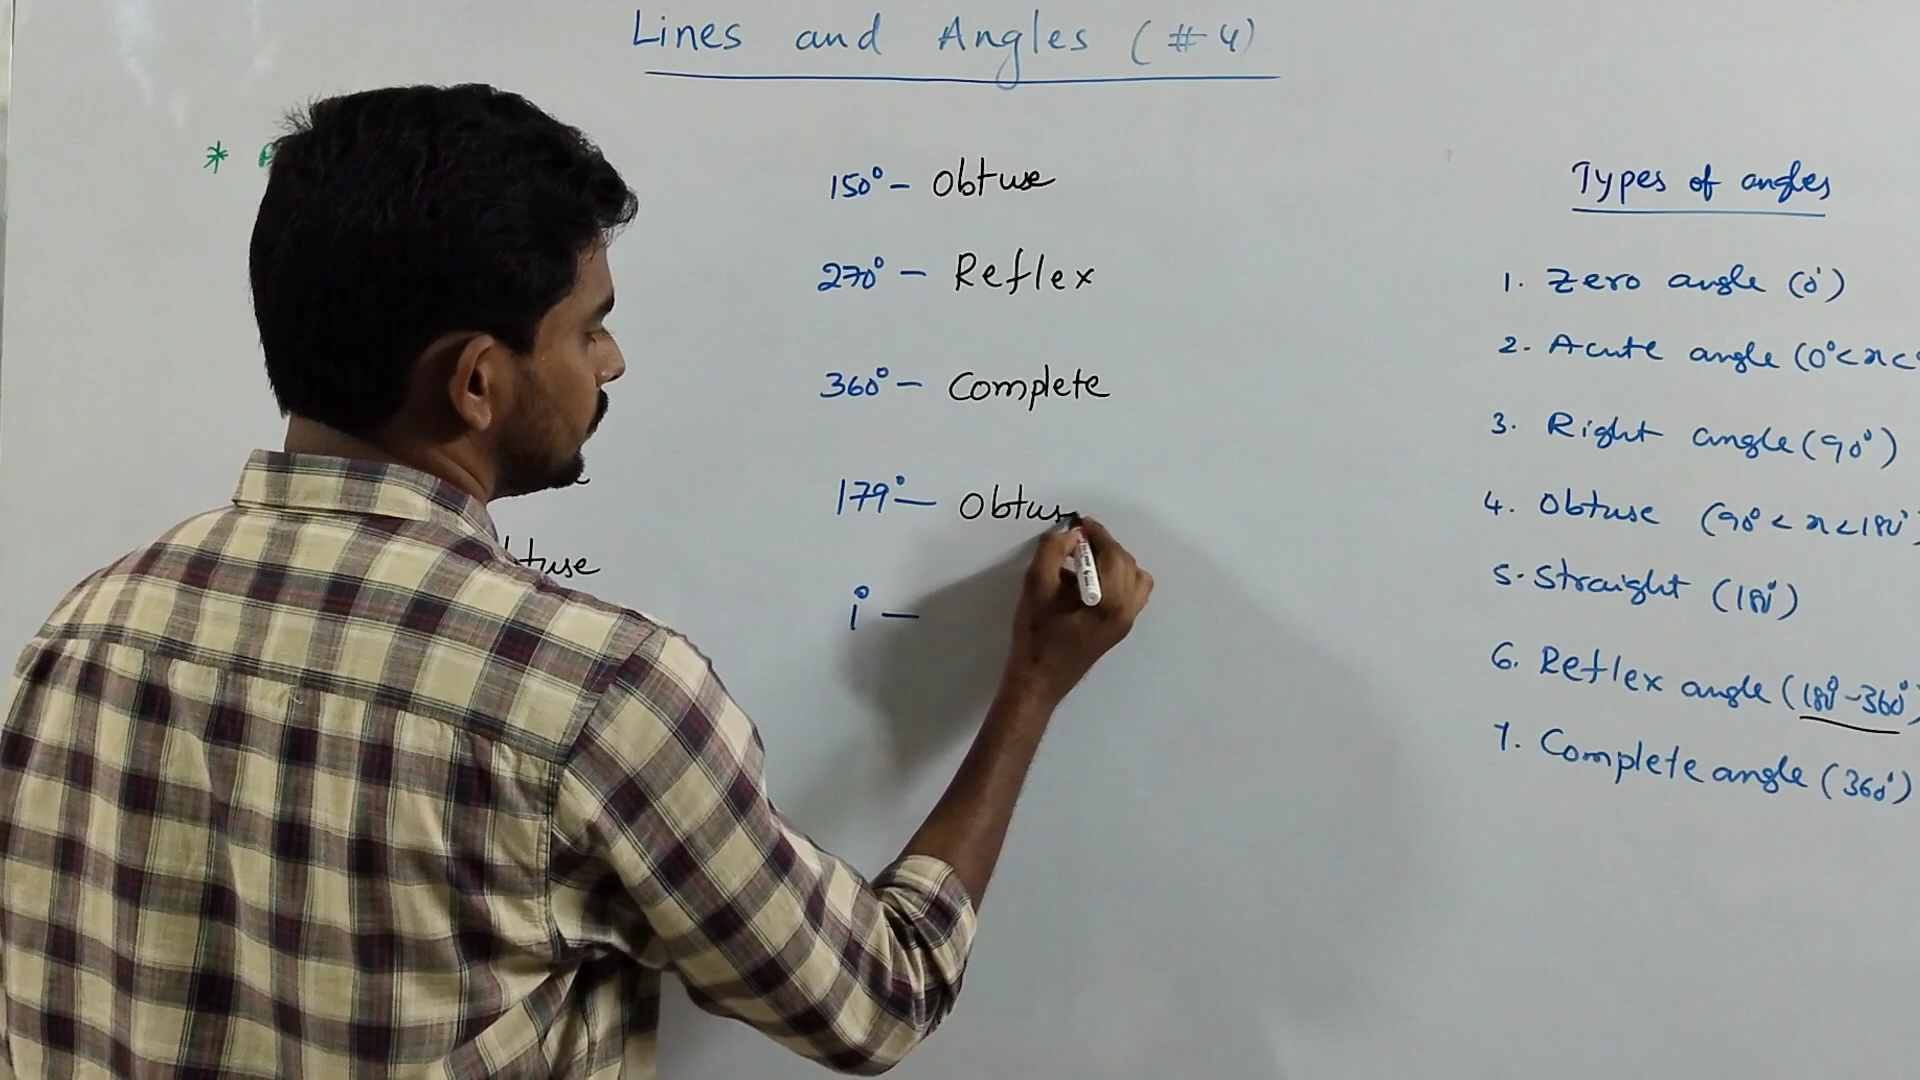 Lines and Angles (#4)
*
tuse
150° – Obtuse
270° – Reflex
360° – Complete
179° – Obtus
1° –
Types of angles
1. Zero angle (0°)
2. Acute angle (0° < x <
3. Right angle (90°)
4. Obtuse (90° < x < 180°)
5. Straight (180°)
6. Reflex angle (180° – 360°)
7. Complete angle (360°)